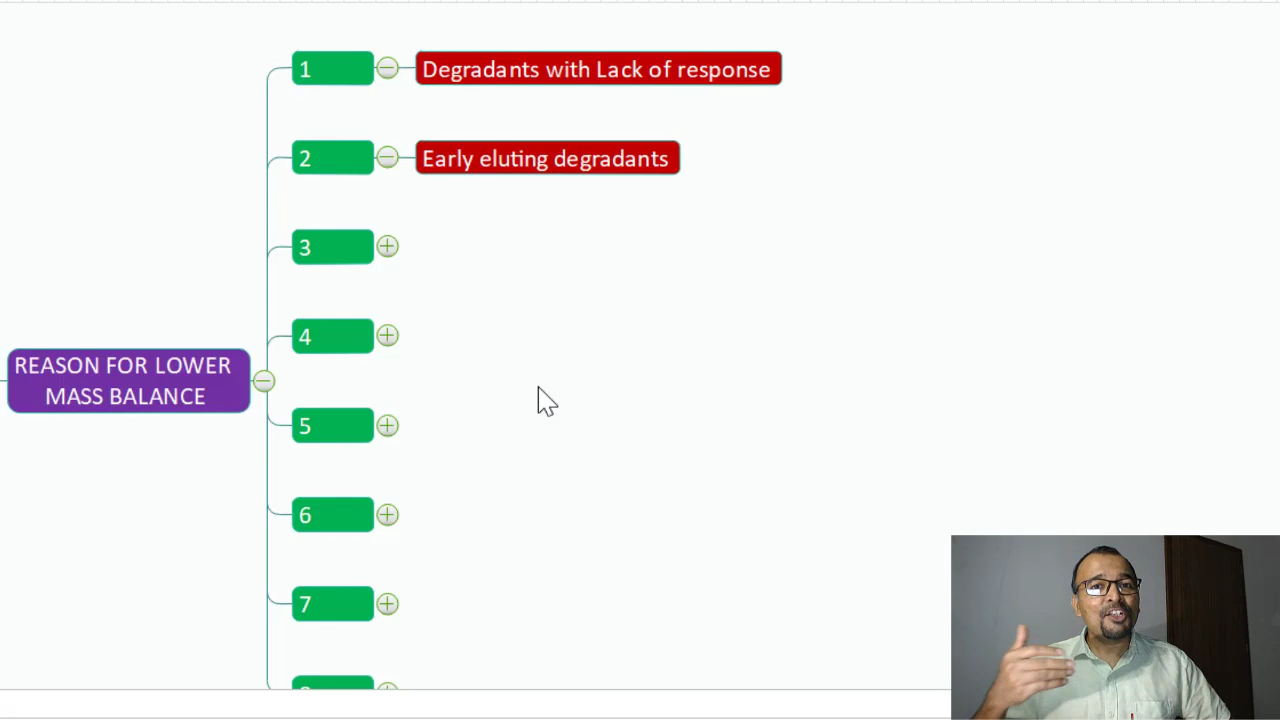 1
Degradants with Lack of response
2
Early eluting degradants
3
4
REASON FOR LOWER
MASS BALANCE
5
6
7